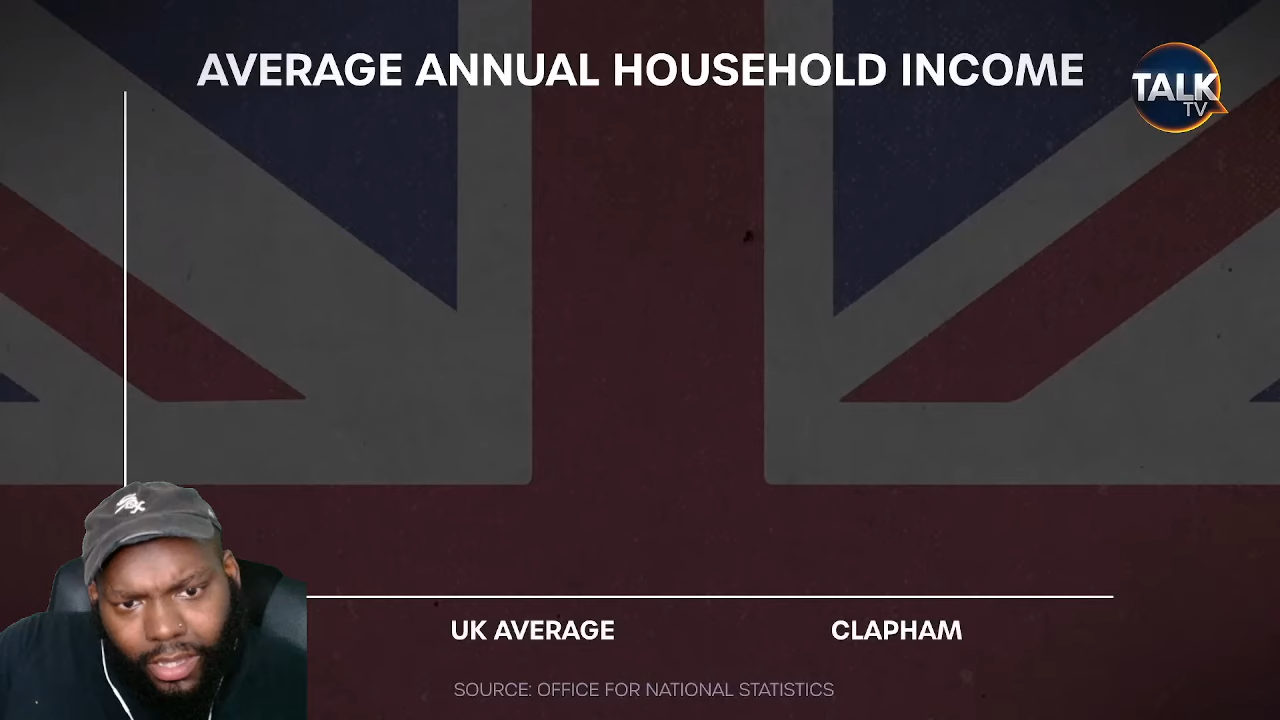 AVERAGE ANNUAL HOUSEHOLD INCOME
TALK
TV
UK AVERAGE
CLAPHAM
SOURCE: OFFICE FOR NATIONAL STATISTICS